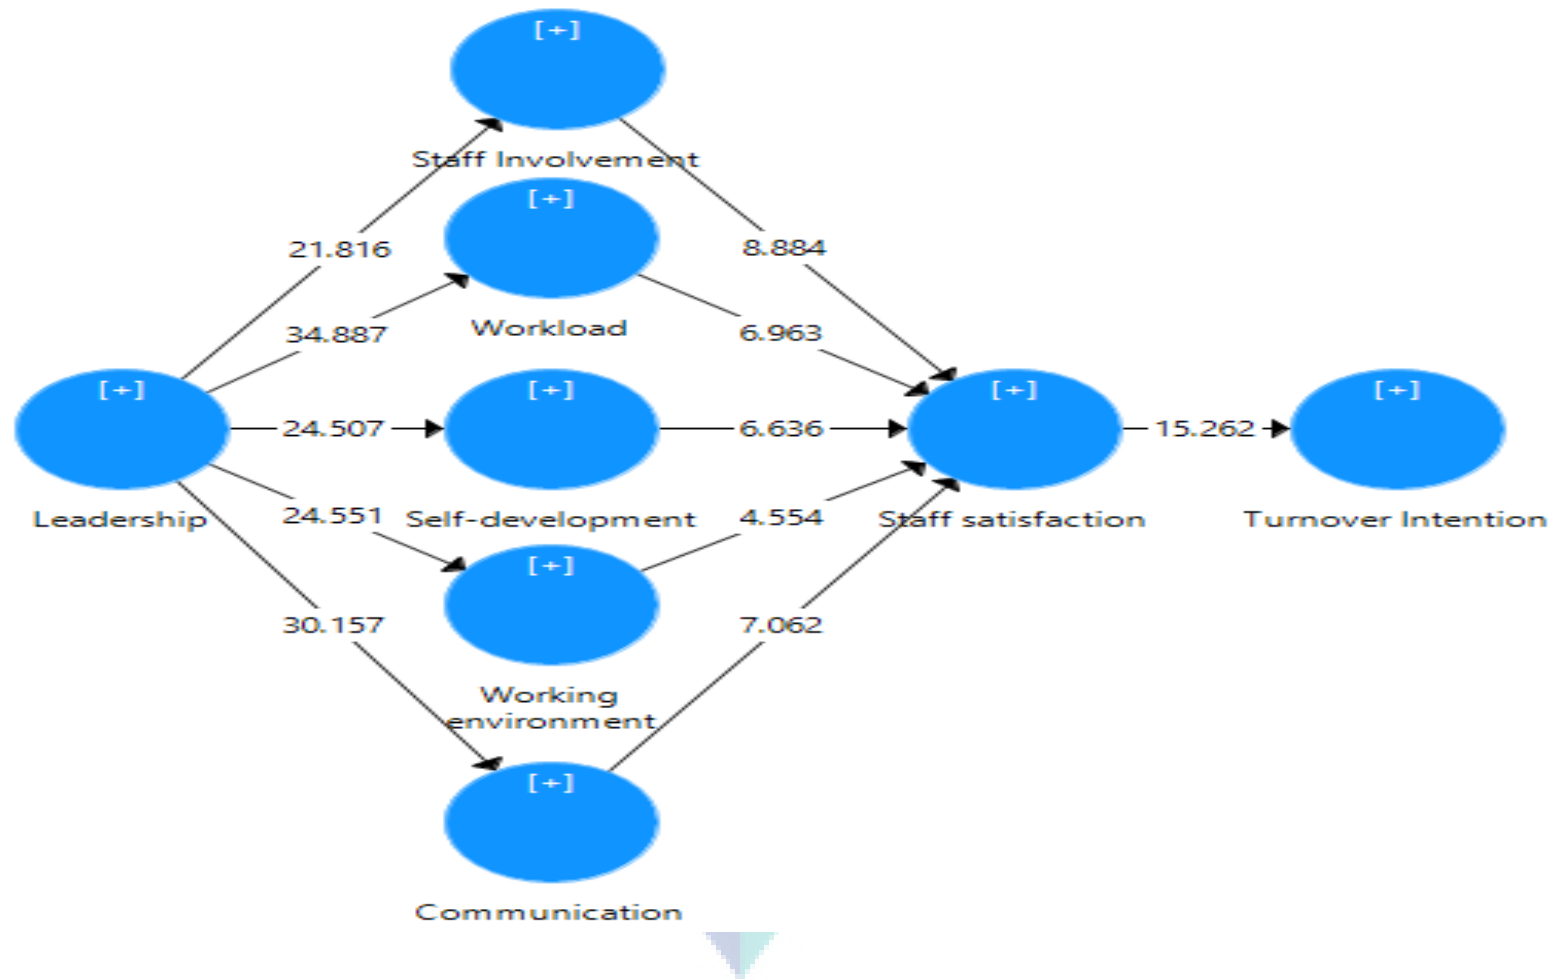 [+]
Staff Involvement
[+]
21.816
8.884
Workload
34.887
6.963
[+]
[+]
[+]
[+]
24.507
6.636
15.262
Leadership
24.551
Self-development
4.554
Staff satisfaction
Turnover Intention
[+]
30.157
7.062
Working
environment
[+]
Communication